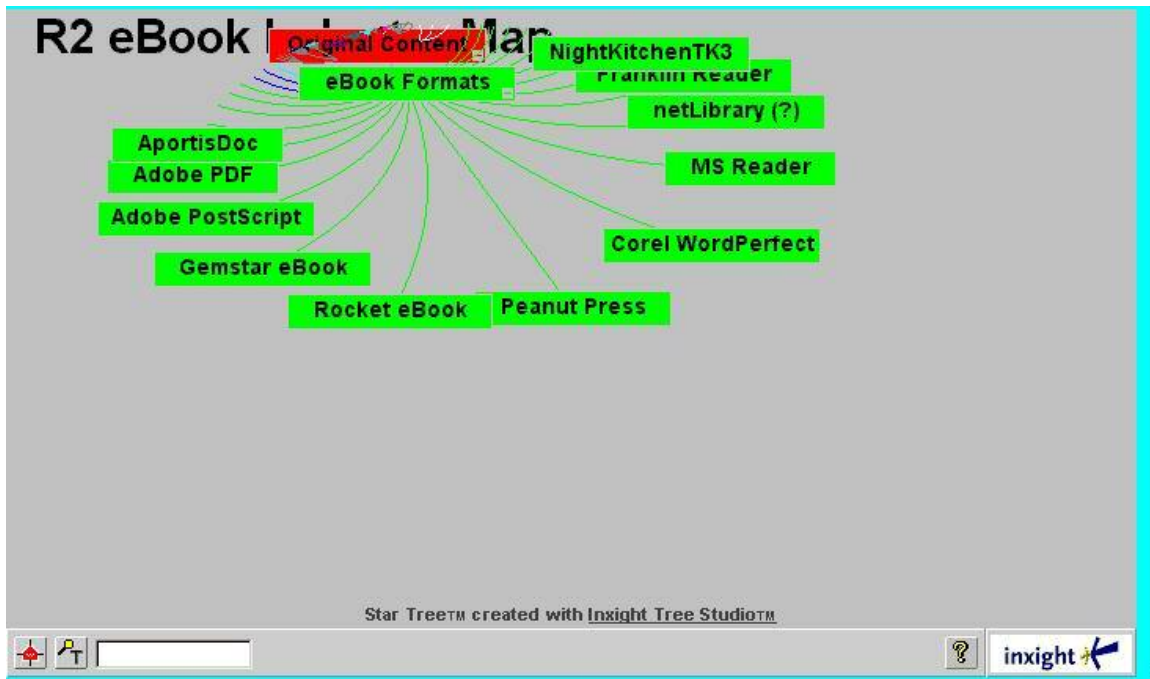 R2 eBook Map
Original Content
NightKitchenTK3
Franklin Reader
eBook Formats
netLibrary (?)
AportisDoc
MS Reader
Adobe PDF
Adobe PostScript
Corel WordPerfect
Gemstar eBook
Rocket eBook
Peanut Press
Star Tree™ created with Inxight Tree Studio™
T
?
inxight